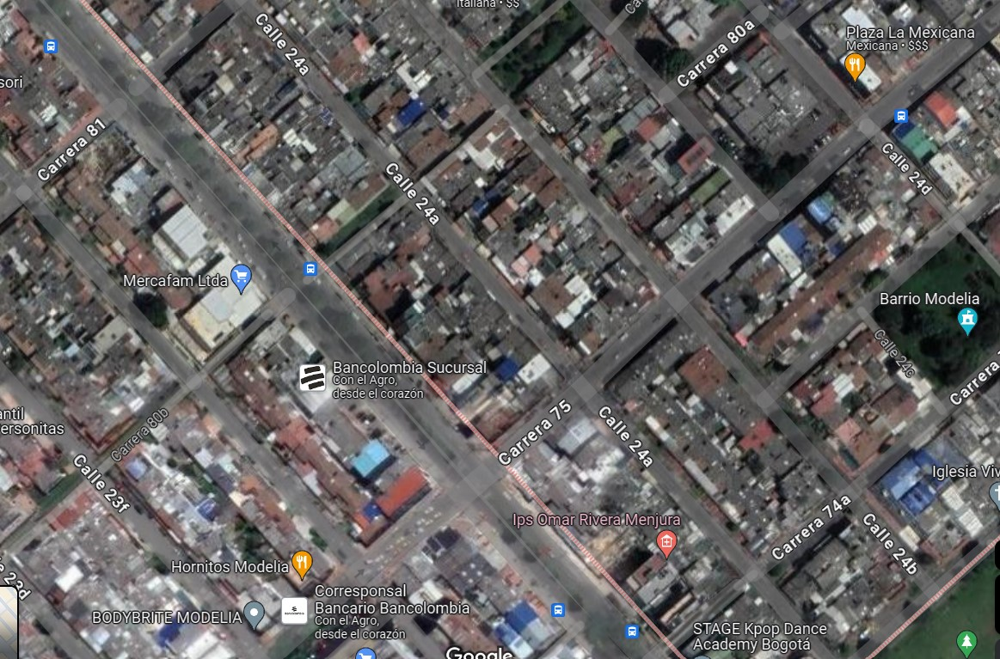 Italiana • $$
Calle 24a
Carrera 80a
Plaza La Mexicana
Mexicana • $$$
sori
Carrera 81
Calle 24a
Calle 24d
Mercafam Ltda
Barrio Modelia
Calle 24c
Bancolombia Sucursal
Con el Agro,
desde el corazón
Carrera
antil
ersonitas
Carrera 80b
Carrera 75
Calle 24a
Calle 23f
Iglesia Viv
Carrera 74a
Ips Omar Rivera Menjura
Calle 24b
Hornitos Modelia
23d
Corresponsal
Bancario Bancolombia
Con el Agro,
desde el corazón
BODYBRITE MODELIA
STAGE Kpop Dance
Academy Bogotá
Google